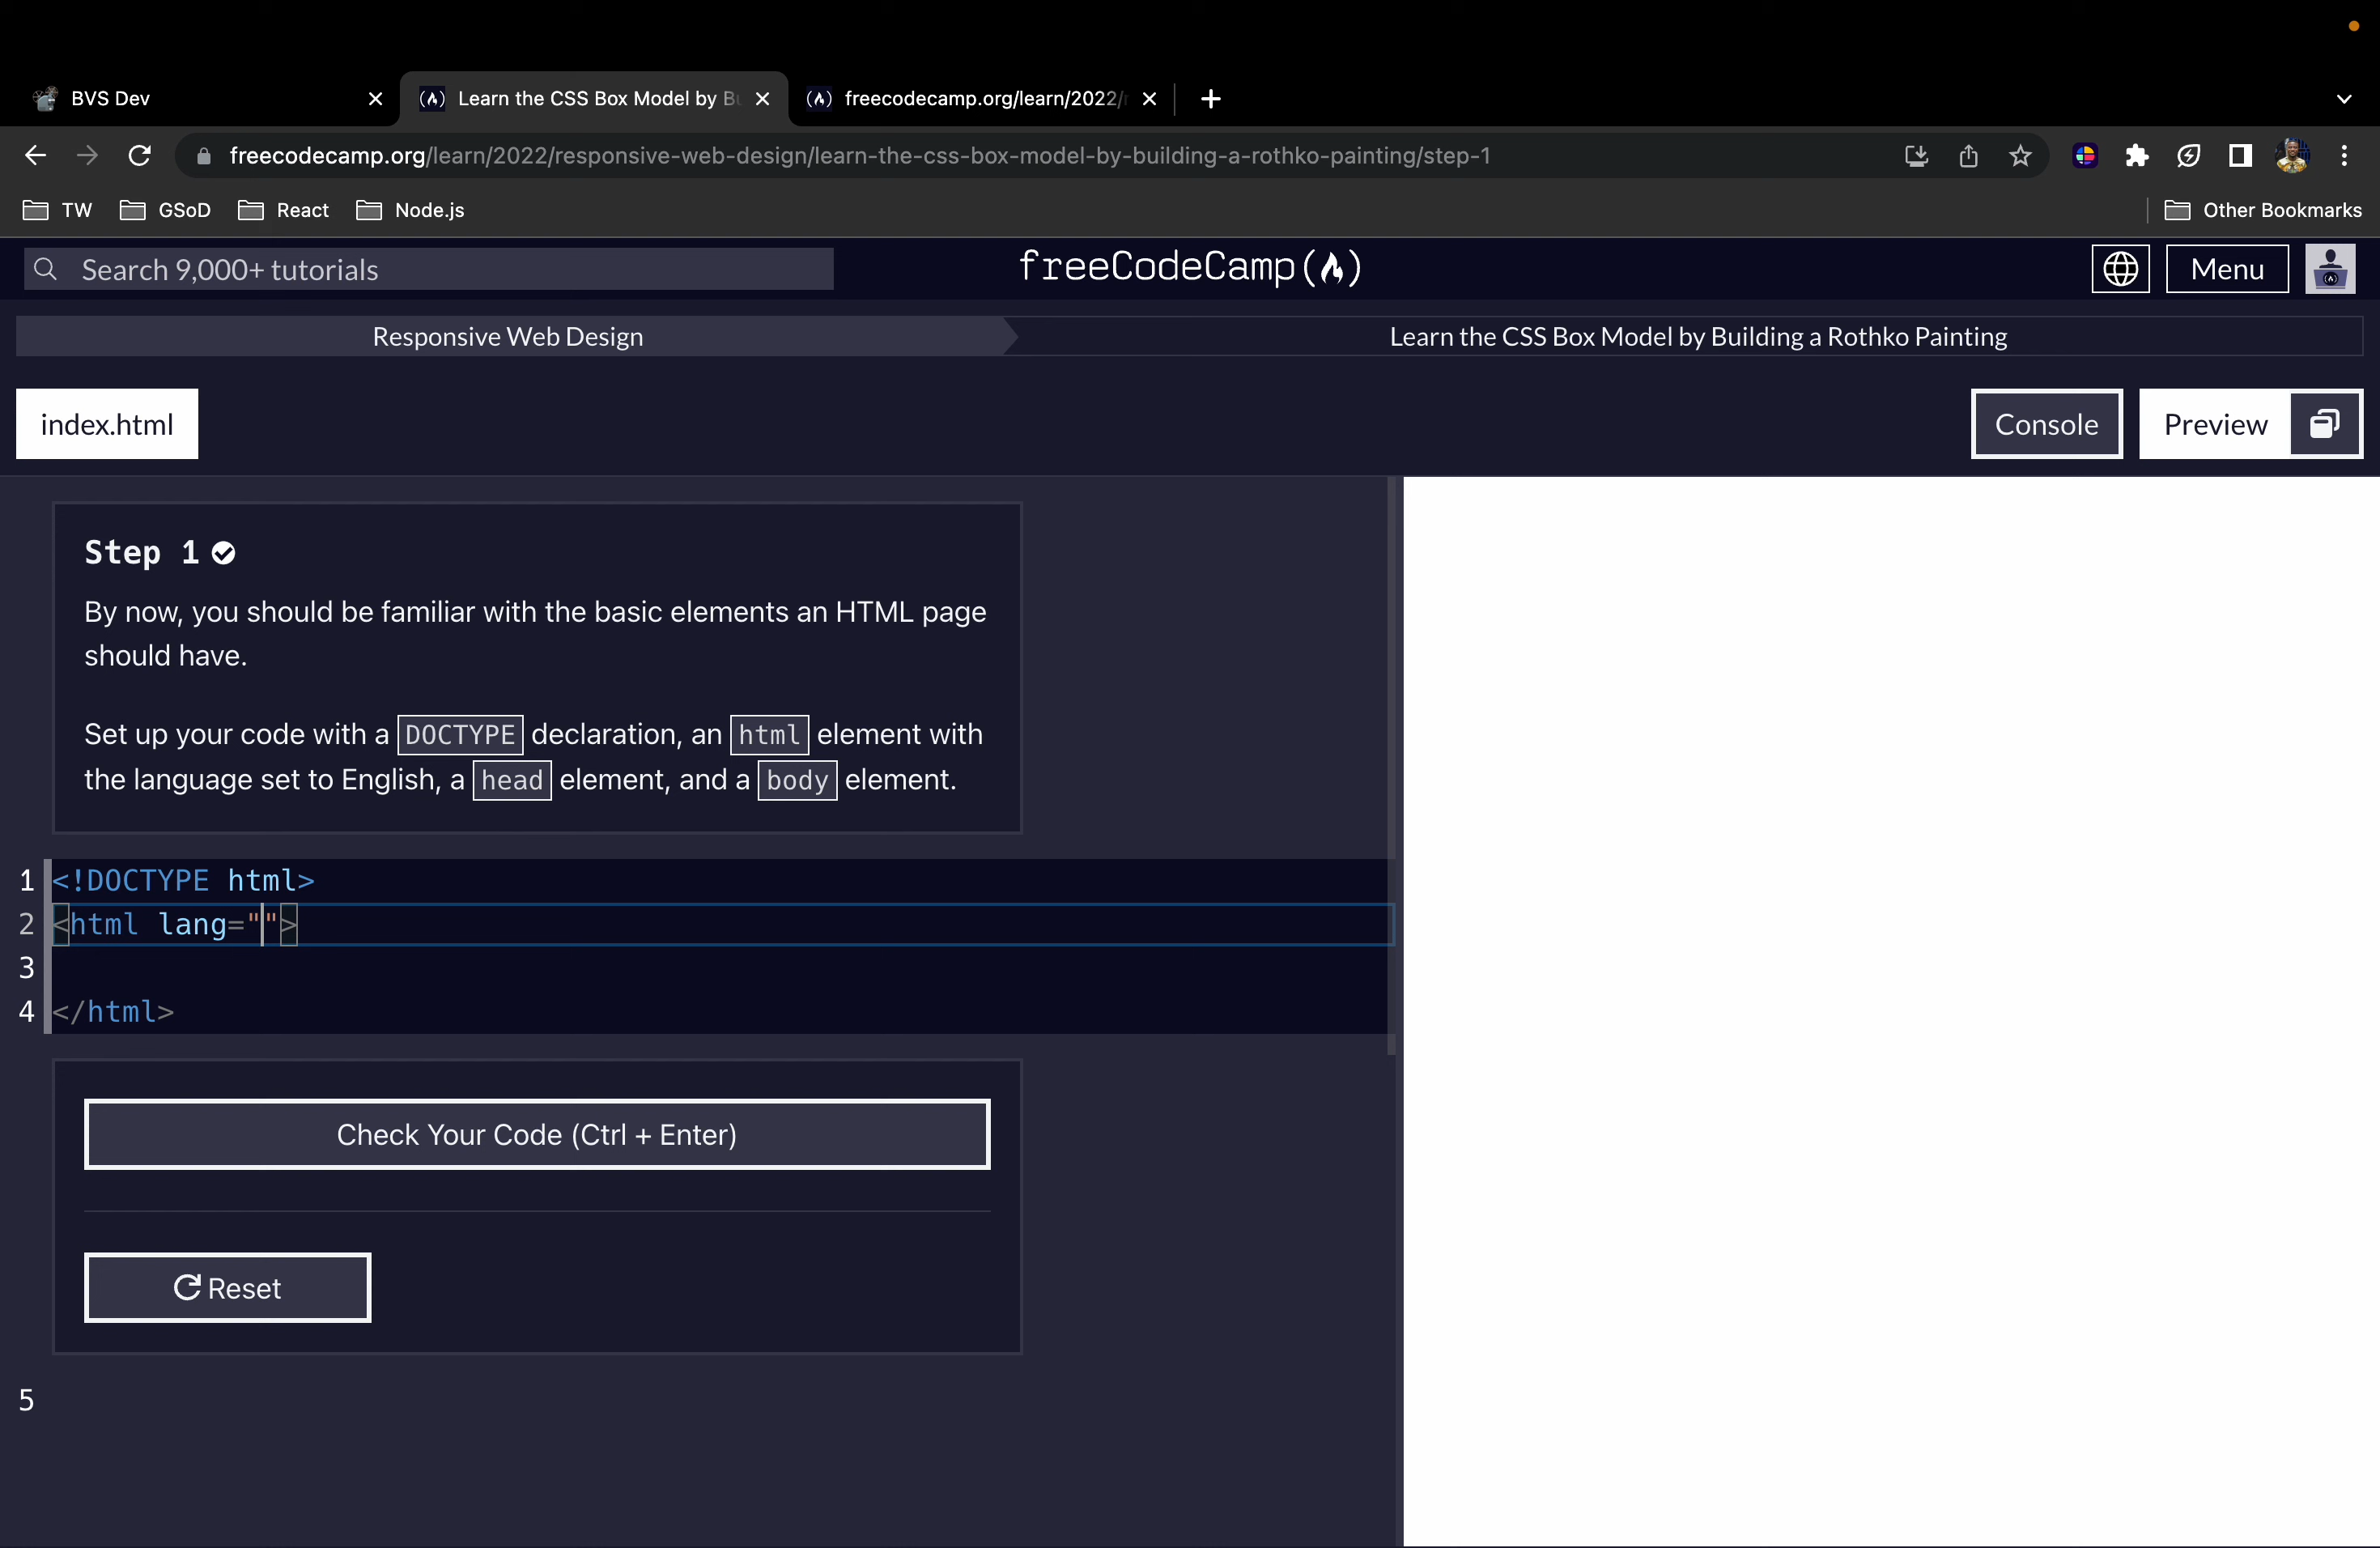 BVS Dev
Learn the CSS Box Model by Bu
freecodecamp.org/learn/2022/
freecodecamp.org/learn/2022/responsive-web-design/learn-the-css-box-model-by-building-a-rothko-painting/step-1
TW GSoD React Node.js Other Bookmarks
Search 9,000+ tutorials
freeCodeCamp(🔥)
Menu
Responsive Web Design
Learn the CSS Box Model by Building a Rothko Painting
index.html
Console
Preview
Step 1
By now, you should be familiar with the basic elements an HTML page
should have.
Set up your code with a DOCTYPE declaration, an html element with
the language set to English, a head element, and a body element.
1 <!DOCTYPE html>
2 <html lang="">
3
4 </html>
Check Your Code (Ctrl + Enter)
Reset
5